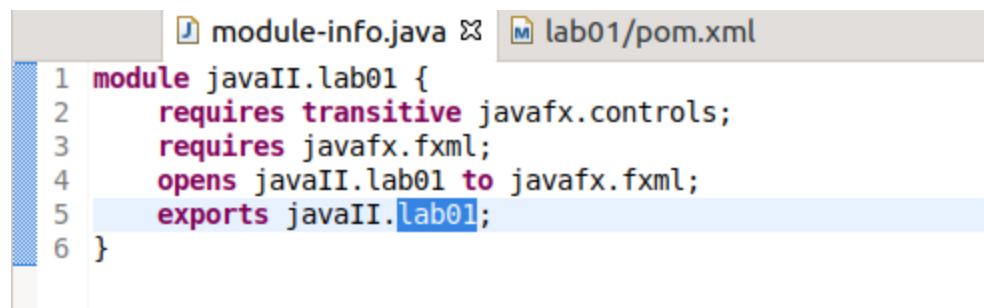 module-info.java lab01/pom.xml
1 module javaII.lab01 {
2     requires transitive javafx.controls;
3     requires javafx.fxml;
4     opens javaII.lab01 to javafx.fxml;
5     exports javaII.lab01;
6 }